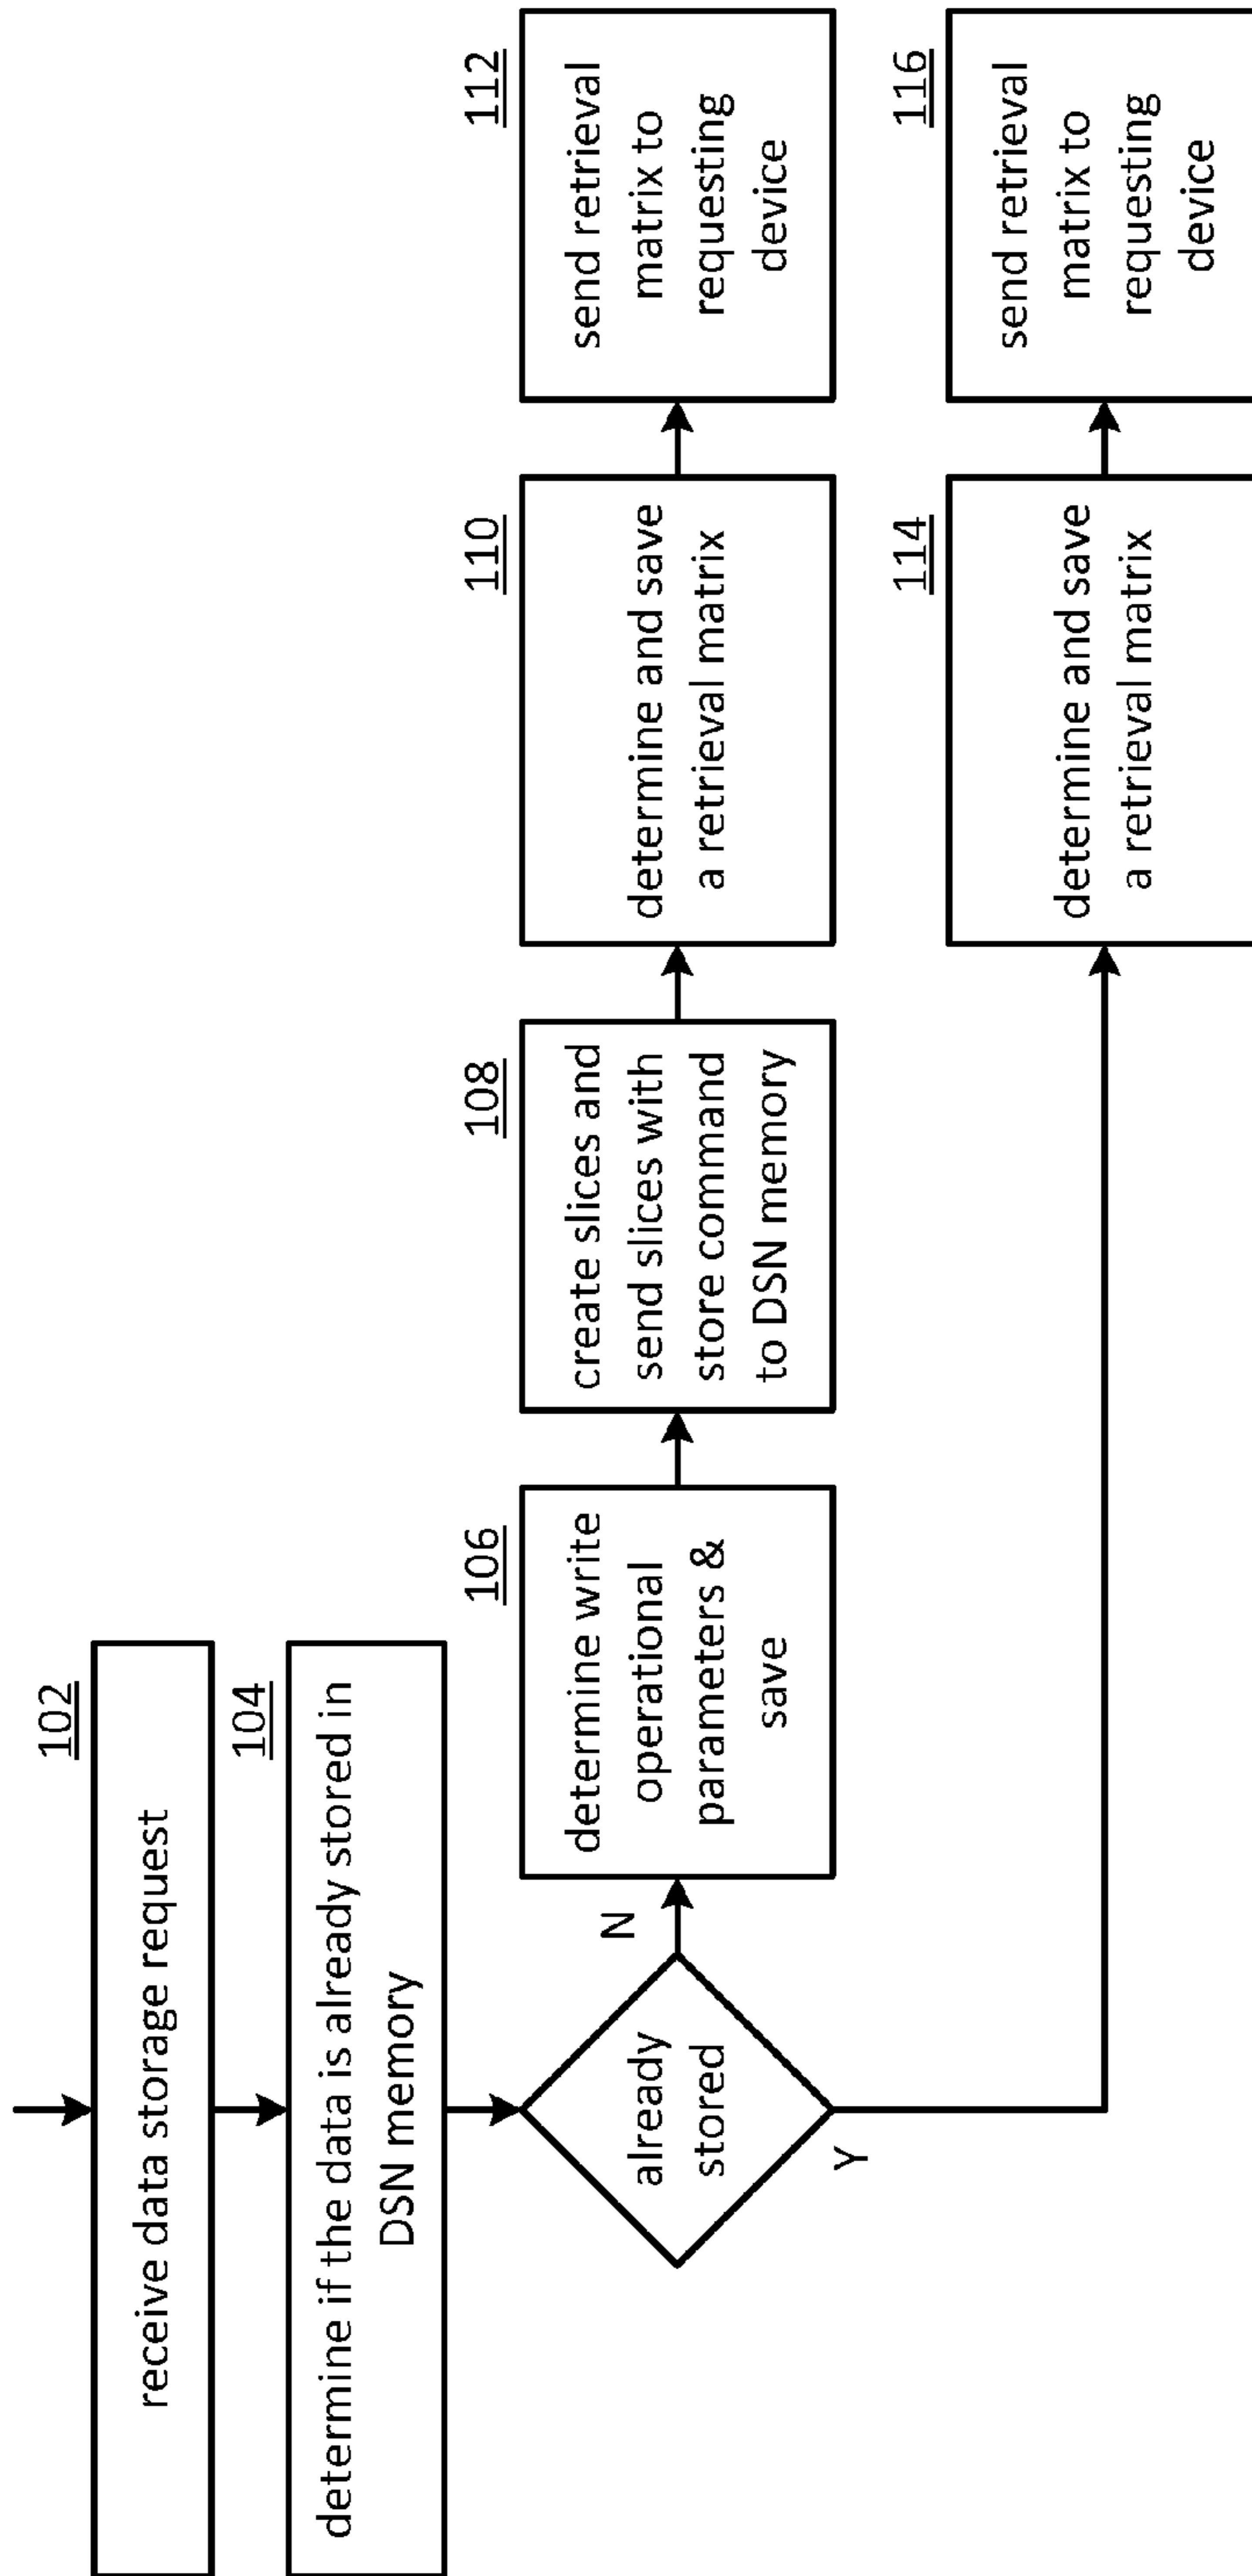 102
receive data storage request
104
determine if the data is already stored in
DSN memory
already
stored
N
Y
106
determine write
operational
parameters &
save
108
create slices and
send slices with
store command
to DSN memory
110
determine and save
a retrieval matrix
112
send retrieval
matrix to
requesting
device
114
determine and save
a retrieval matrix
116
send retrieval
matrix to
requesting
device